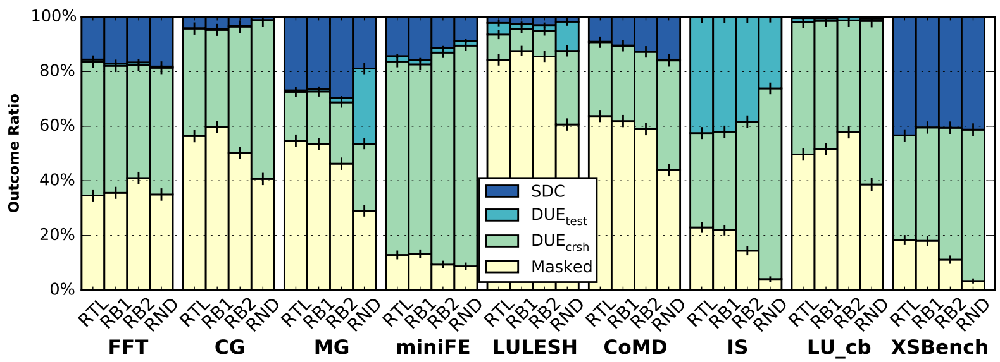 100%
80%
60%
40%
20%
0%
Outcome Ratio
SDC
DUEtest
DUEcrsh
Masked
RTL RB1 RB2 RND RTL RB1 RB2 RND RTL RB1 RB2 RND RTL RB1 RB2 RND RTL RB1 RB2 RND RTL RB1 RB2 RND RTL RB1 RB2 RND RTL RB1 RB2 RND RTL RB1 RB2 RND
FFT CG MG miniFE LULESH CoMD IS LU_cb XSBench